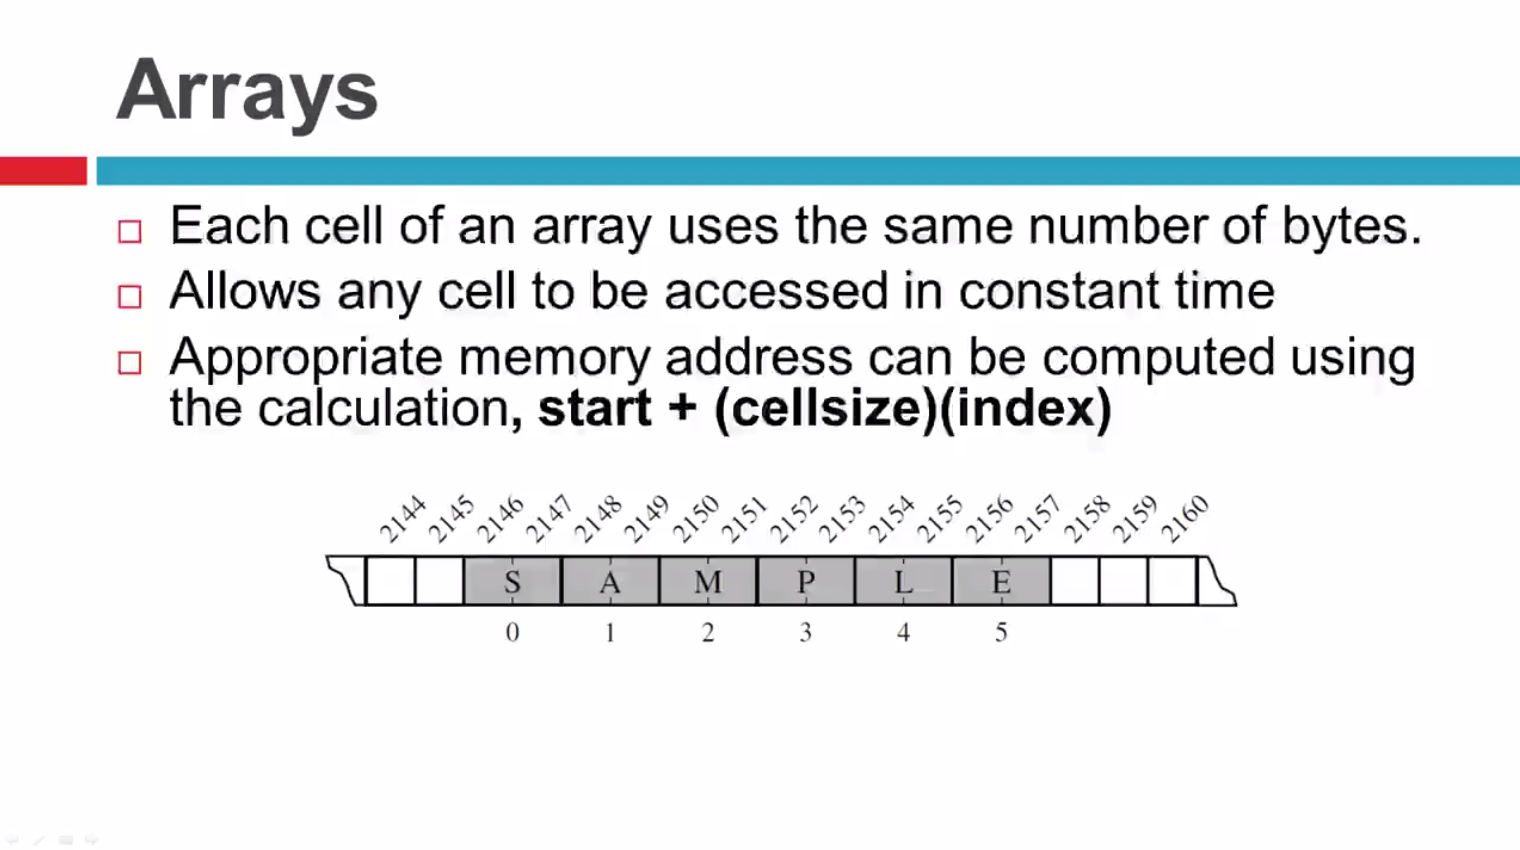 Arrays
Each cell of an array uses the same number of bytes.
Allows any cell to be accessed in constant time
Appropriate memory address can be computed using
the calculation, start + (cellsize)(index)
2144 2145 2146 2147 2148 2149 2150 2151 2152 2153 2154 2155 2156 2157 2158 2159 2160
S A M P L E
0 1 2 3 4 5